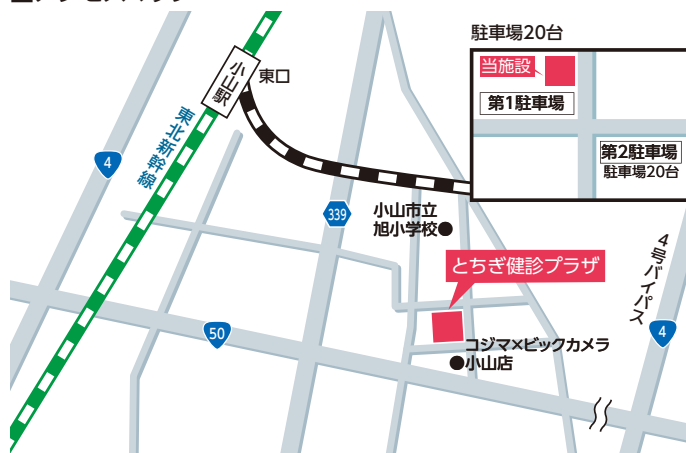 駐車場20台
当施設
第1駐車場
第2駐車場
駐車場20台
小山駅
東口
東北新幹線
4
339
小山市立
旭小学校
とちぎ健診プラザ
4号バイパス
4
50
コジマ×ビックカメラ
小山店